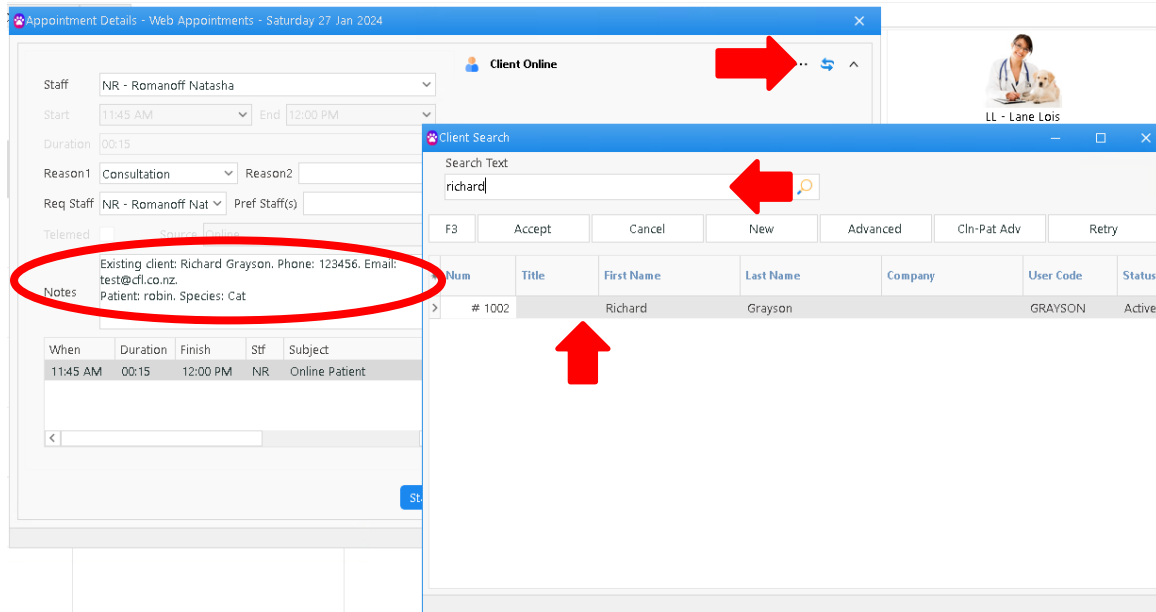 Appointment Details - Web Appointments - Saturday 27 Jan 2024
Client Online
Staff NR - Romanoff Natasha
Start 11:45 AM End 12:00 PM
Duration 00:15
Reason1 Consultation Reason2
Req Staff NR - Romanoff Nat Pref Staff(s)
Telemed Source Online
Notes
Existing client: Richard Grayson. Phone: 123456. Email:
test@cfl.co.nz.
Patient: robin. Species: Cat
When Duration Finish Stf Subject
11:45 AM 00:15 12:00 PM NR Online Patient
LL - Lane Lois
Client Search
Search Text
richard
F3 Accept Cancel New Advanced Cln-Pat Adv Retry
Num Title First Name Last Name Company User Code Status
# 1002 Richard Grayson GRAYSON Active